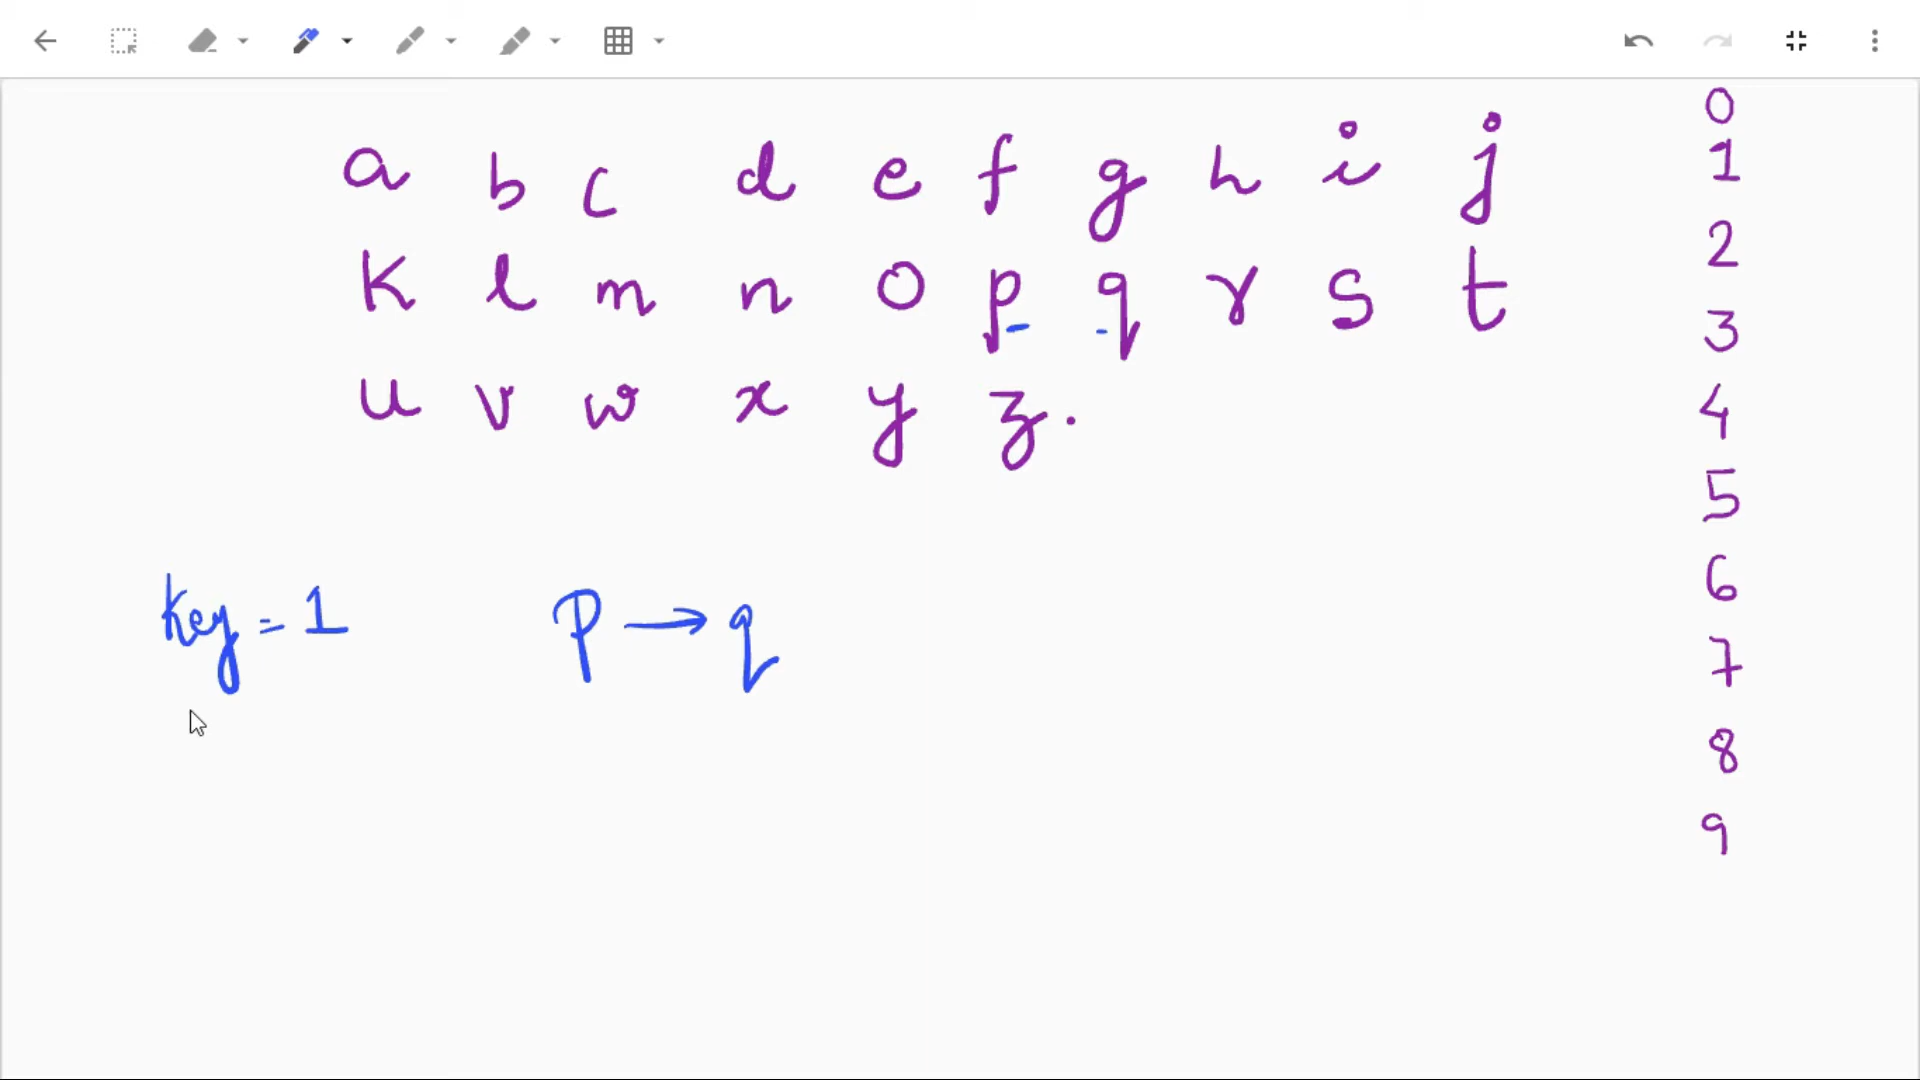 a b c d e f g h i j
k l m n o p q r s t
u v w x y z.
key = 1 p → q
0
1
2
3
4
5
6
7
8
9